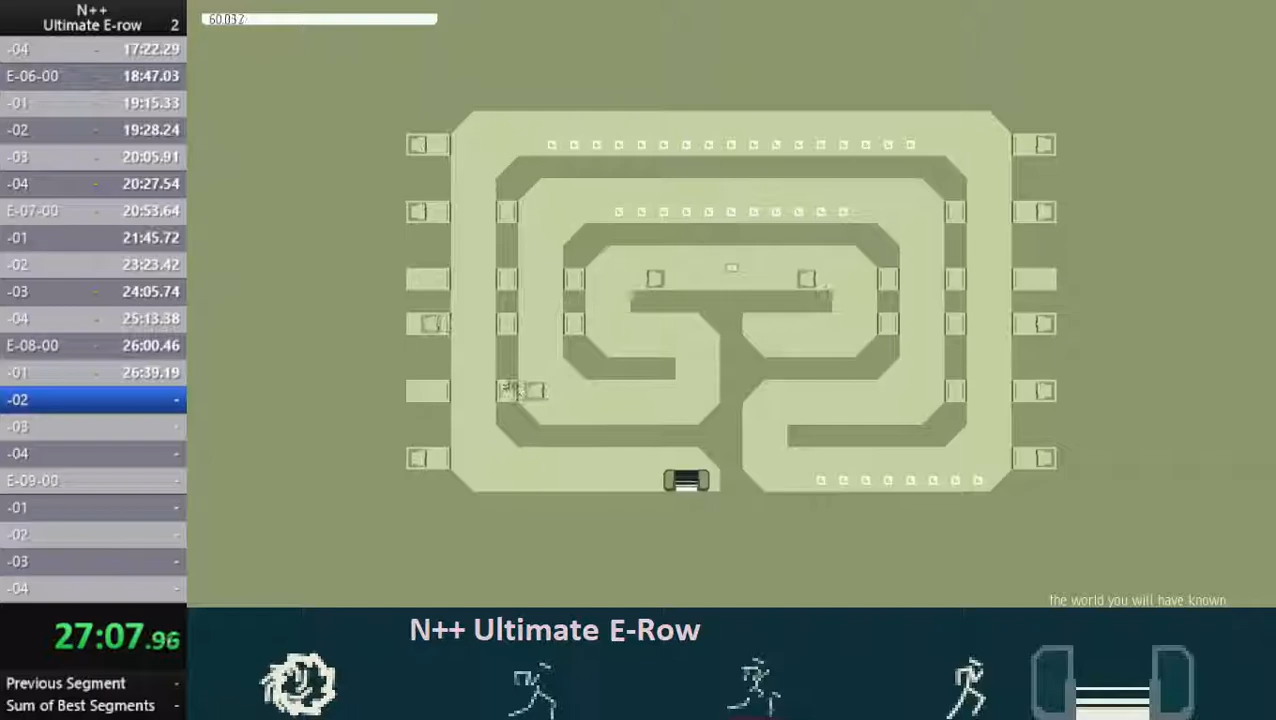 N++
Ultimate E-row 2
-04 - 17:22.29
E-06-00 - 18:47.03
-01 - 19:15.33
-02 - 19:28.24
-03 - 20:05.91
-04 - 20:27.54
E-07-00 - 20:53.64
-01 - 21:45.72
-02 - 23:23.42
-03 - 24:05.74
-04 - 25:13.38
E-08-00 - 26:00.46
-01 - 26:39.19
-02 -
-03 -
-04 -
E-09-00 -
-01 -
-02 -
-03 -
-04 -
27:07.96
Previous Segment -
Sum of Best Segments -
60.032
the world you will have known
N++ Ultimate E-Row